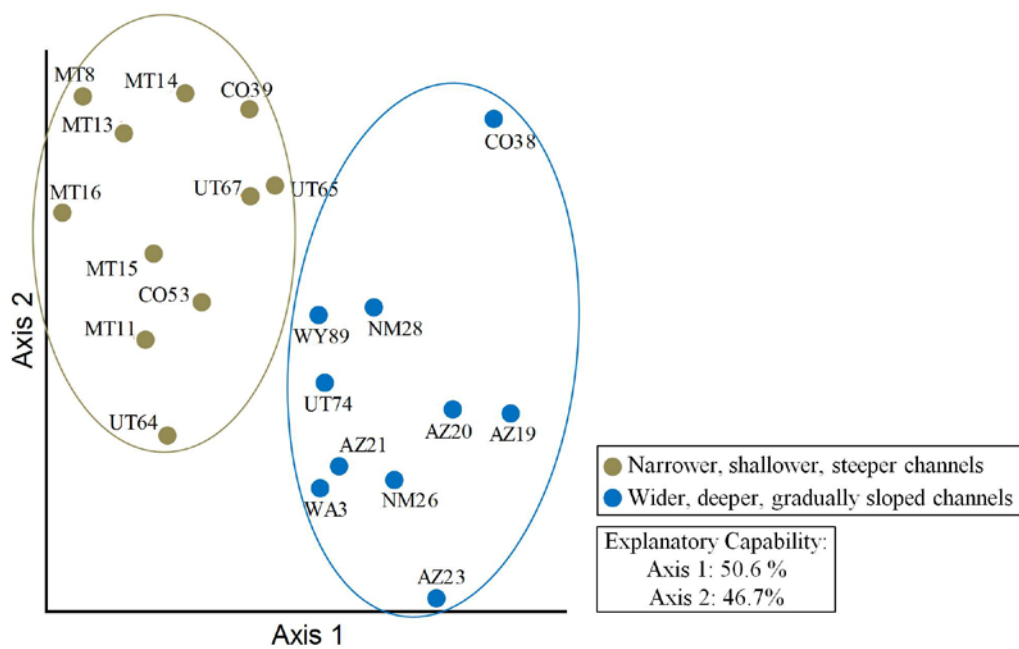 MT8
MT14
CO39
MT13
CO38
MT16
UT67
UT65
MT15
CO53
MT11
WY89
NM28
UT74
UT64
AZ20
AZ19
AZ21
WA3
NM26
AZ23
Axis 2
Axis 1
Narrower, shallower, steeper channels
Wider, deeper, gradually sloped channels
Explanatory Capability:
Axis 1: 50.6 %
Axis 2: 46.7%